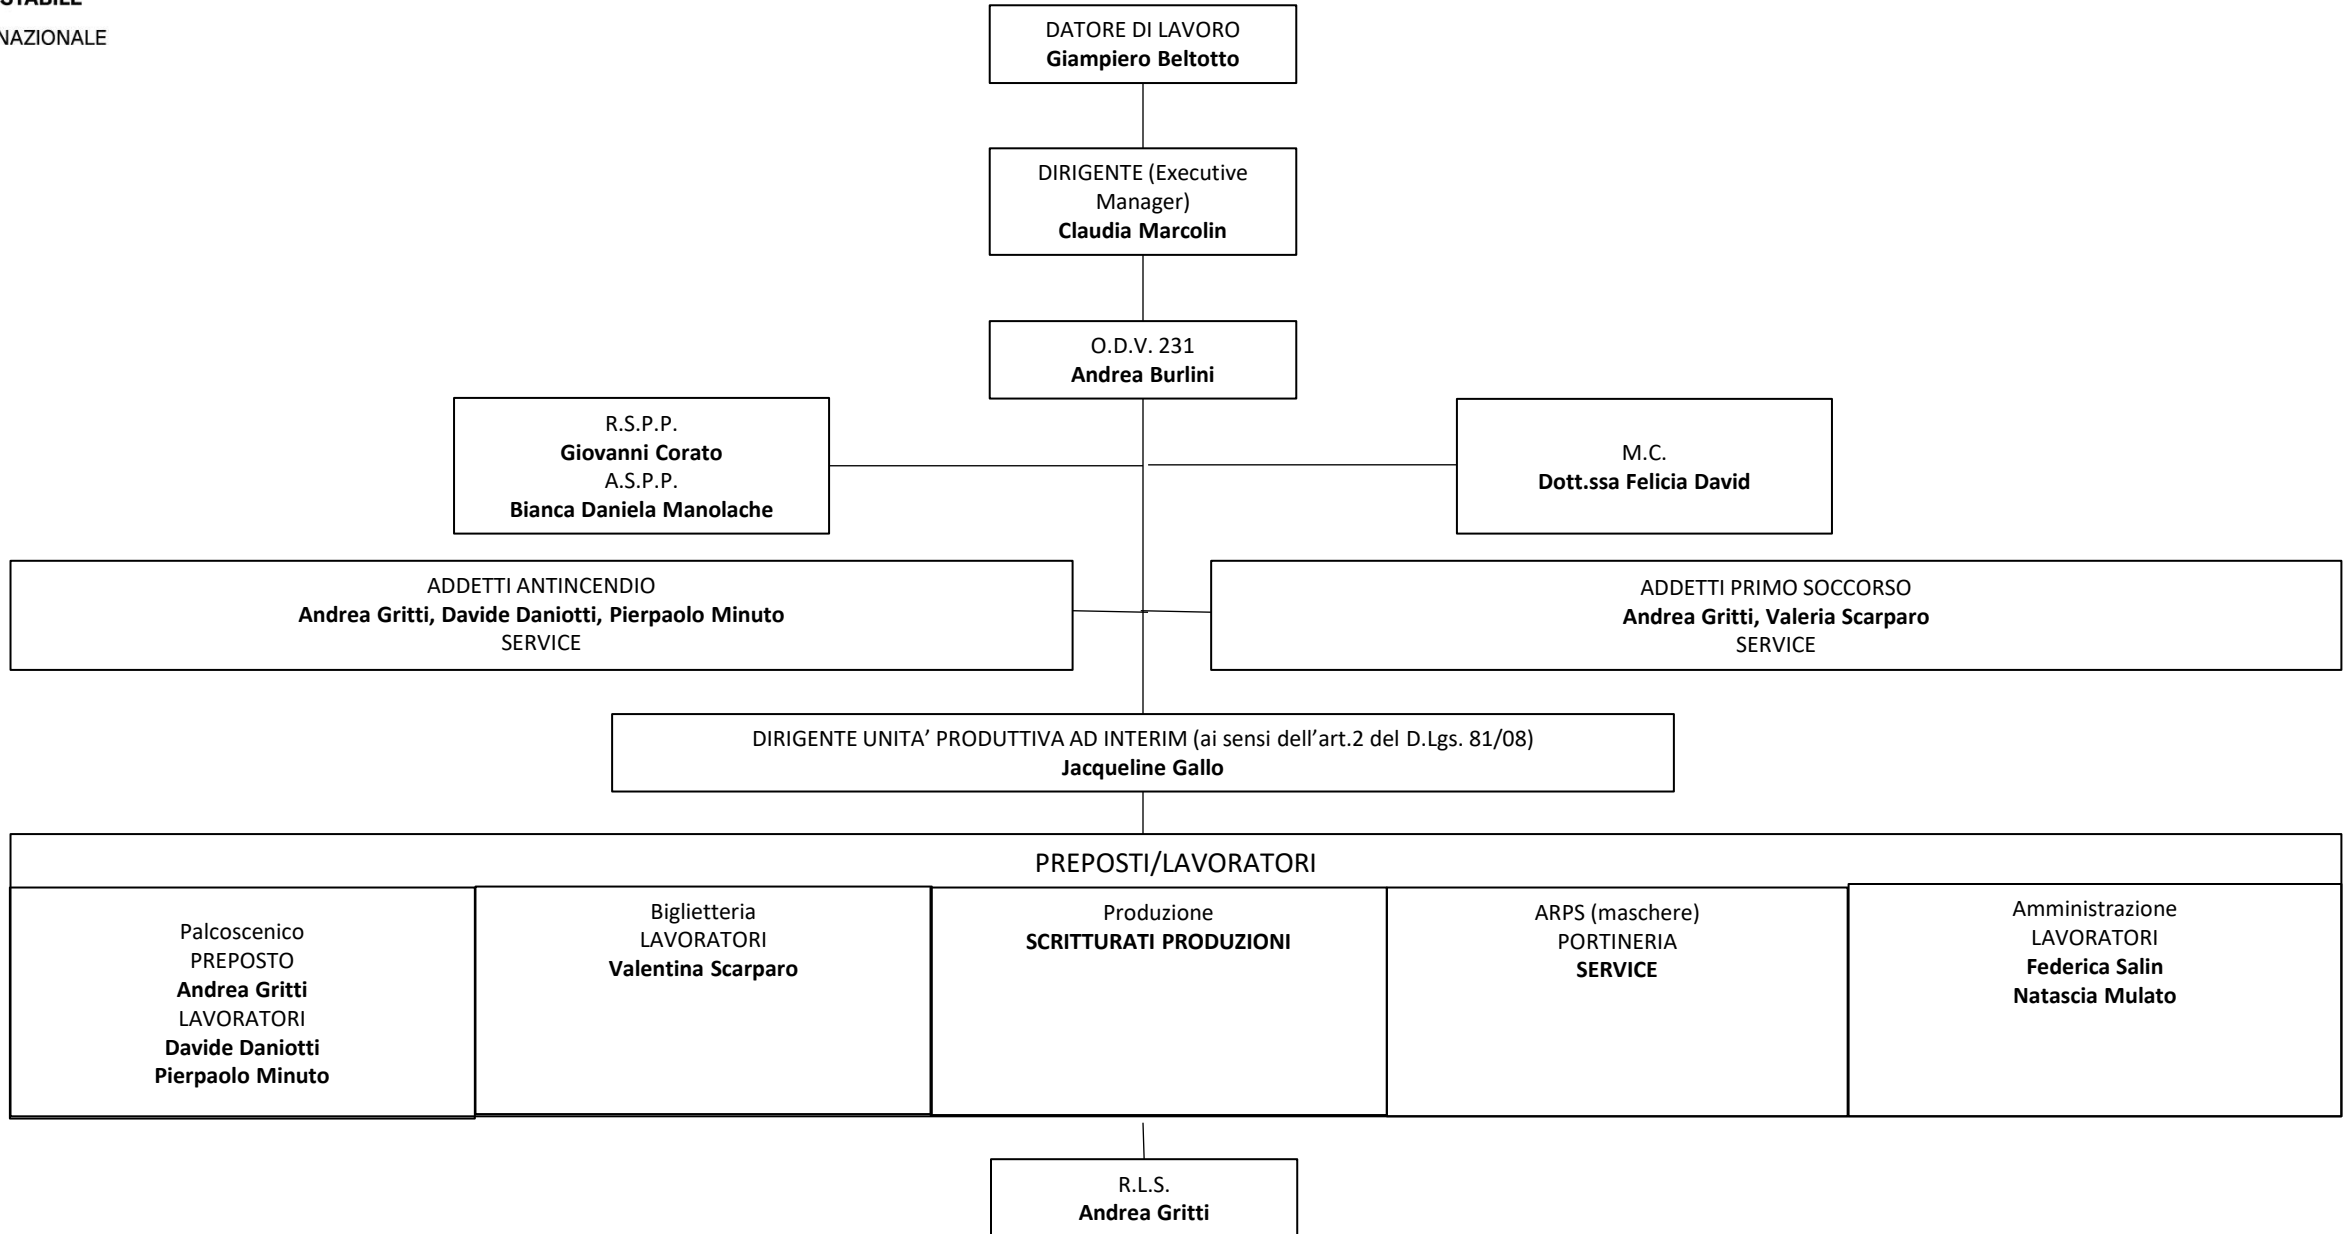 STABILE
NAZIONALE
DATORE DI LAVORO
Giampiero Beltotto
DIRIGENTE (Executive
Manager)
Claudia Marcolin
O.D.V. 231
Andrea Burlini
R.S.P.P.
Giovanni Corato
A.S.P.P.
Bianca Daniela Manolache
M.C.
Dott.ssa Felicia David
ADDETTI ANTINCENDIO
Andrea Gritti, Davide Daniotti, Pierpaolo Minuto
SERVICE
ADDETTI PRIMO SOCCORSO
Andrea Gritti, Valeria Scarparo
SERVICE
DIRIGENTE UNITA’ PRODUTTIVA AD INTERIM (ai sensi dell’art.2 del D.Lgs. 81/08)
Jacqueline Gallo
PREPOSTI/LAVORATORI
Palcoscenico
PREPOSTO
Andrea Gritti
LAVORATORI
Davide Daniotti
Pierpaolo Minuto
Biglietteria
LAVORATORI
Valentina Scarparo
Produzione
SCRITTURATI PRODUZIONI
ARPS (maschere)
PORTINERIA
SERVICE
Amministrazione
LAVORATORI
Federica Salin
Natascia Mulato
R.L.S.
Andrea Gritti